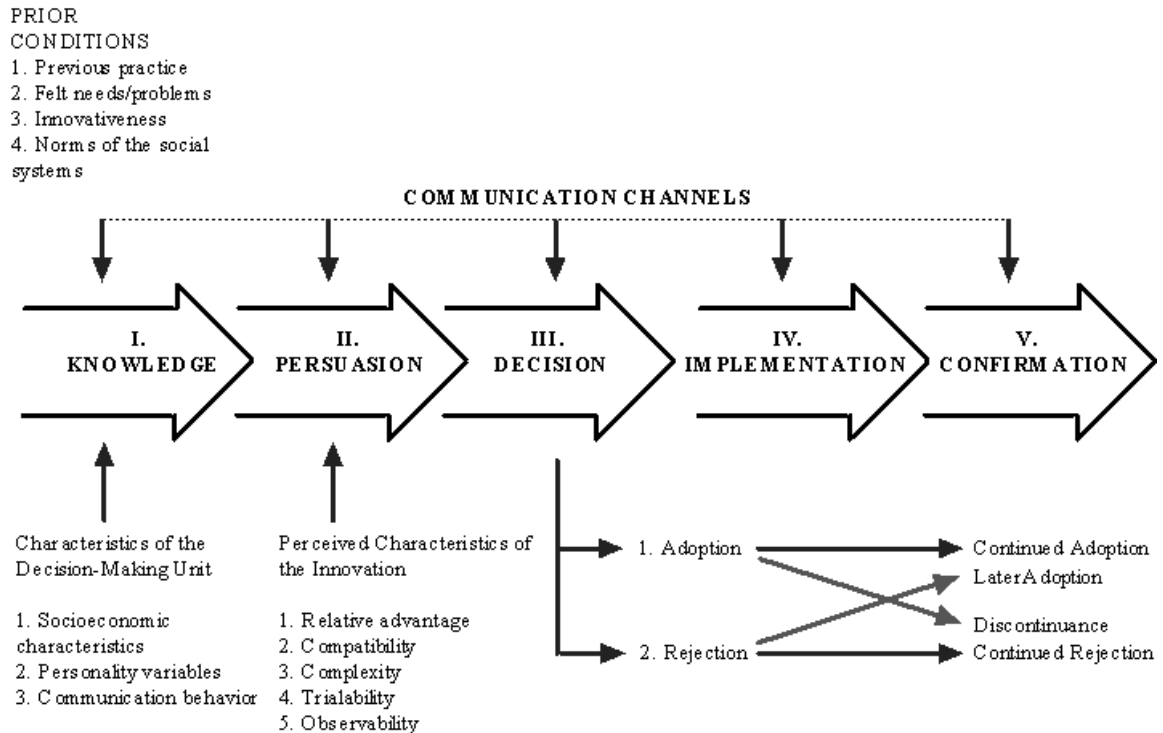 PRIOR
CONDITIONS
1. Previous practice
2. Felt needs/problems
3. Innovativeness
4. Norms of the social
systems
COMMUNICATION CHANNELS
I.
KNOWLEDGE
II.
PERSUASION
III.
DECISION
IV.
IMPLEMENTATION
V.
CONFIRMATION
Characteristics of the
Decision-Making Unit
1. Socioeconomic
characteristics
2. Personality variables
3. Communication behavior
Perceived Characteristics of
the Innovation
1. Relative advantage
2. Compatibility
3. Complexity
4. Trialability
5. Observability
1. Adoption
2. Rejection
Continued Adoption
Later Adoption
Discontinuance
Continued Rejection